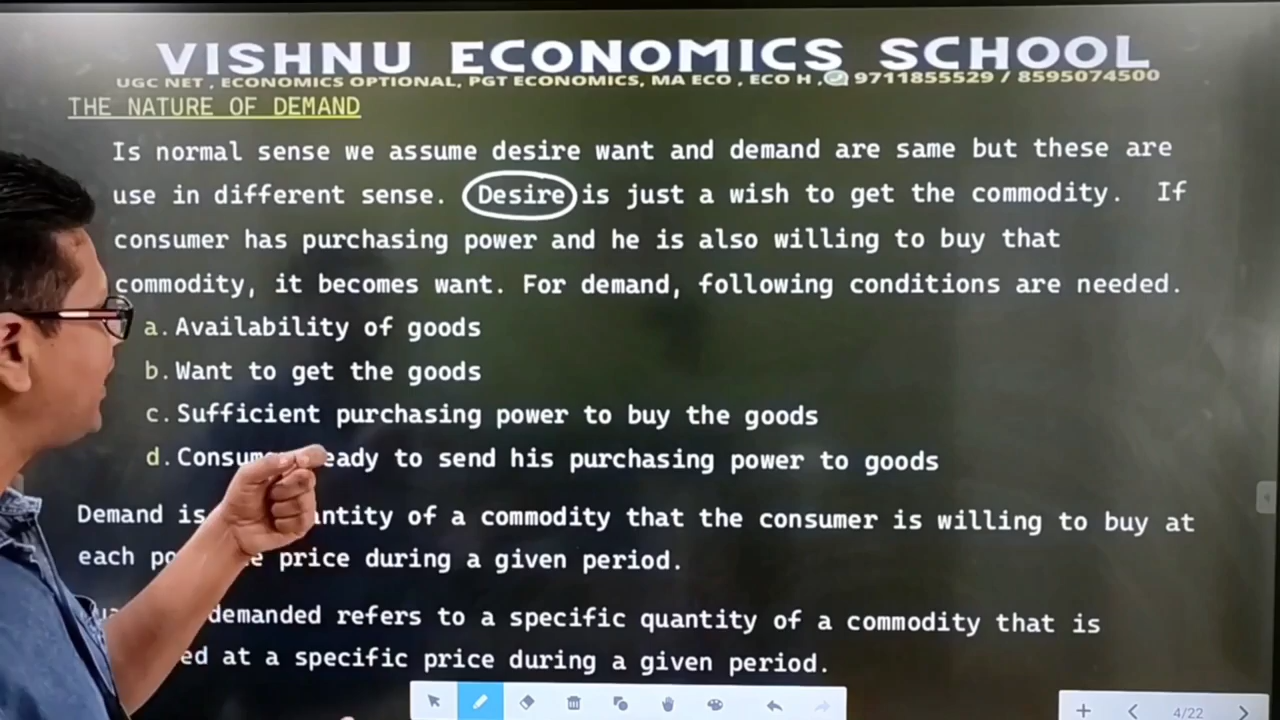 VISHNU ECONOMICS SCHOOL
UGC NET , ECONOMICS OPTIONAL, PGT ECONOMICS, MA ECO , ECO H , 9711855529 / 8595074500
THE NATURE OF DEMAND
Is normal sense we assume desire want and demand are same but these are
use in different sense. Desire is just a wish to get the commodity. If
consumer has purchasing power and he is also willing to buy that
commodity, it becomes want. For demand, following conditions are needed.
a. Availability of goods
b. Want to get the goods
c. Sufficient purchasing power to buy the goods
d. to send his purchasing power to goods
Demand is of a commodity that the consumer is willing to buy at
each price during a given period.
demanded refers to a specific quantity of a commodity that is
at a specific price during a given period.
4/22